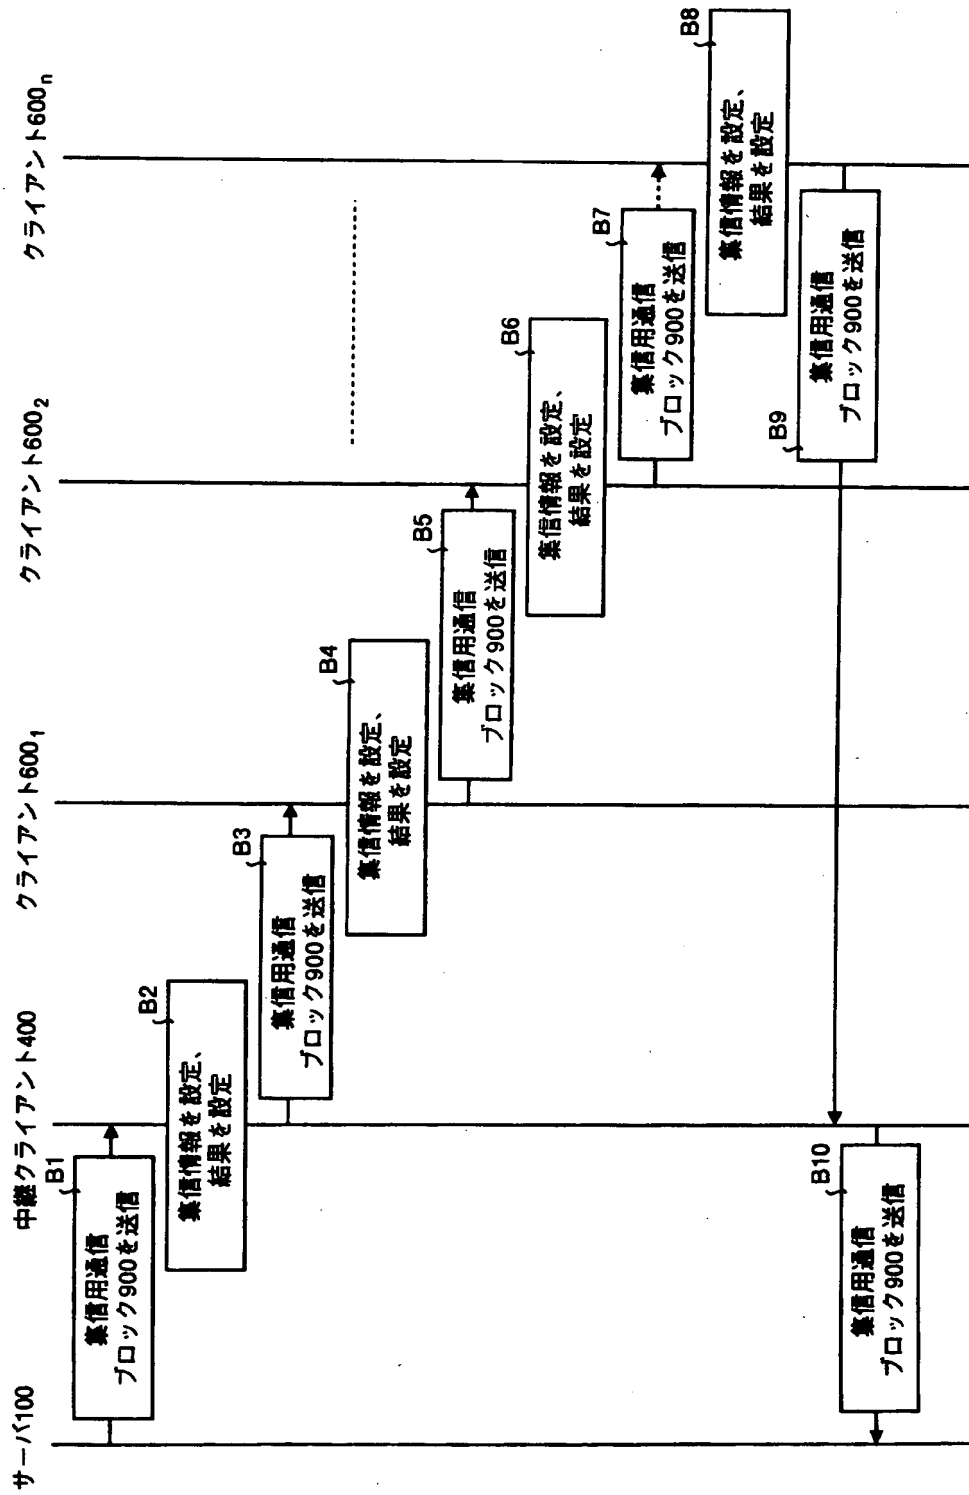 サーバ100
中継クライアント400
クライアント600₁
クライアント600₂
クライアント600ₙ
B1
集信用通信
ブロック900を送信
B2
集信情報を設定、
結果を設定
B3
集信用通信
ブロック900を送信
B4
集信情報を設定、
結果を設定
B5
集信用通信
ブロック900を送信
B6
集信情報を設定、
結果を設定
B7
集信用通信
ブロック900を送信
B8
集信情報を設定、
結果を設定
B9
集信用通信
ブロック900を送信
B10
集信用通信
ブロック900を送信